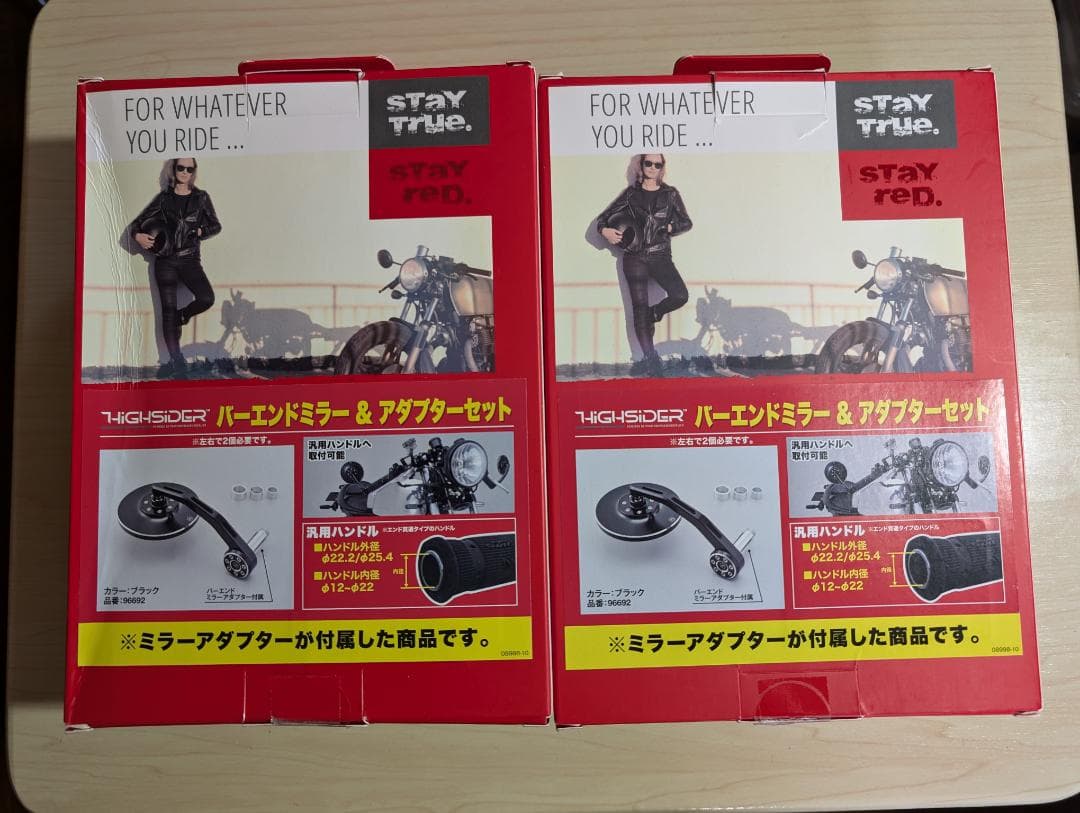 FOR WHATEVER
YOU RIDE ...
STAY
TRUE.
STAY
RED.
HIGHSIDER バーエンドミラー & アダプターセット
※左右で2個必要です。
汎用ハンドルへ
取付可能
汎用ハンドル ※エンド貫通タイプのハンドル
■ハンドル外径
φ22.2/φ25.4
■ハンドル内径
φ12~φ22
内径
カラー:ブラック
品番:96692
バーエンド
ミラーアダプター付属
※ミラーアダプターが付属した商品です。
08998-10
FOR WHATEVER
YOU RIDE ...
STAY
TRUE.
STAY
RED.
HIGHSIDER バーエンドミラー & アダプターセット
※左右で2個必要です。
汎用ハンドルへ
取付可能
汎用ハンドル ※エンド貫通タイプのハンドル
■ハンドル外径
φ22.2/φ25.4
■ハンドル内径
φ12~φ22
内径
カラー:ブラック
品番:96692
バーエンド
ミラーアダプター付属
※ミラーアダプターが付属した商品です。
08998-10